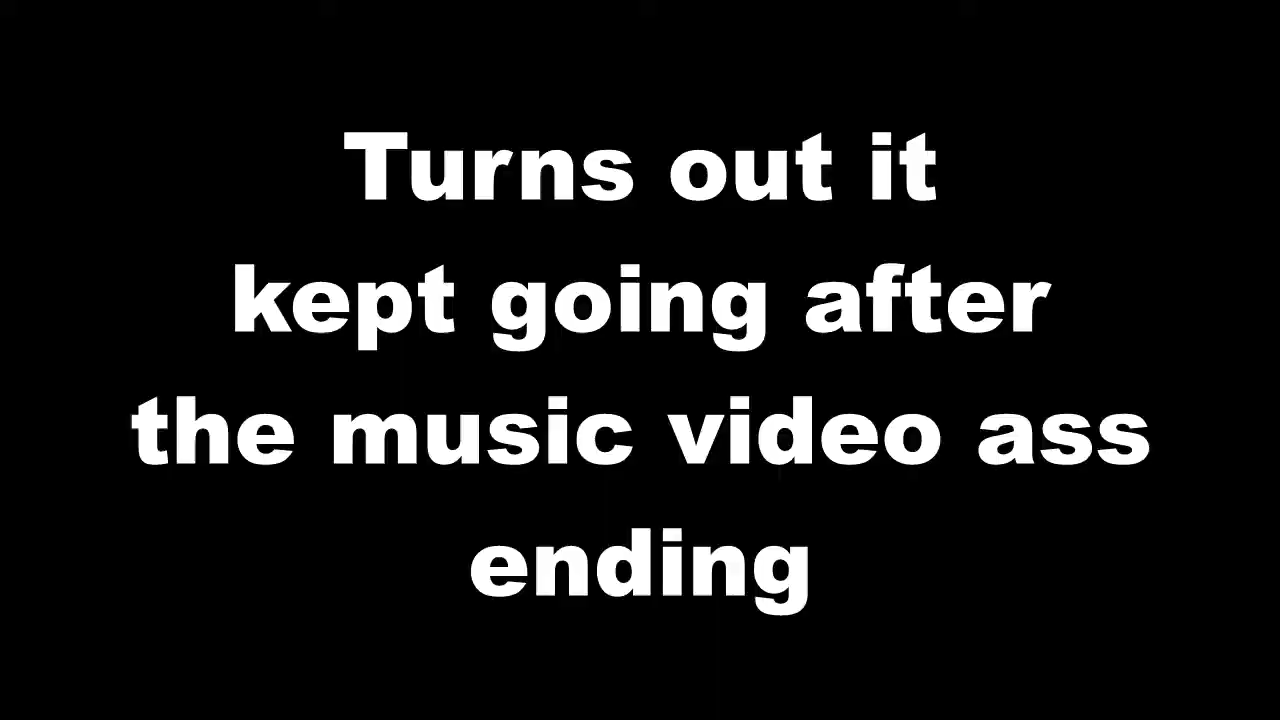 Turns out it
kept going after
the music video ass
ending